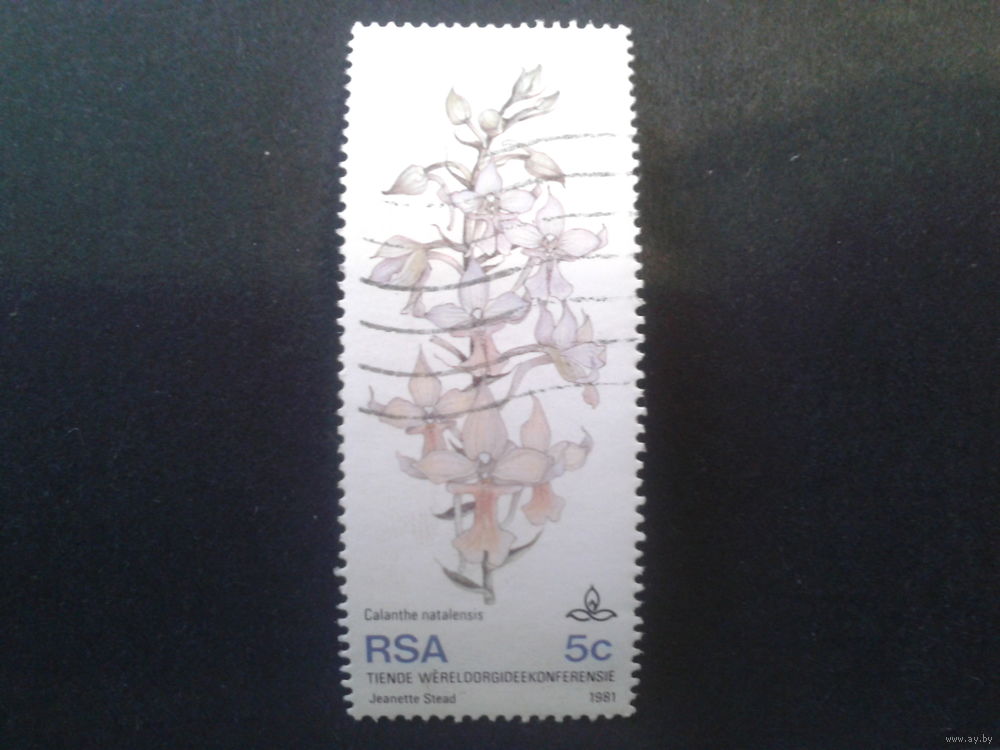 Calanthe natalensis
RSA 5c
TIENDE WÊRELDORGIDEEKONFERENSIE
Jeanette Stead 1981
www.ay.by